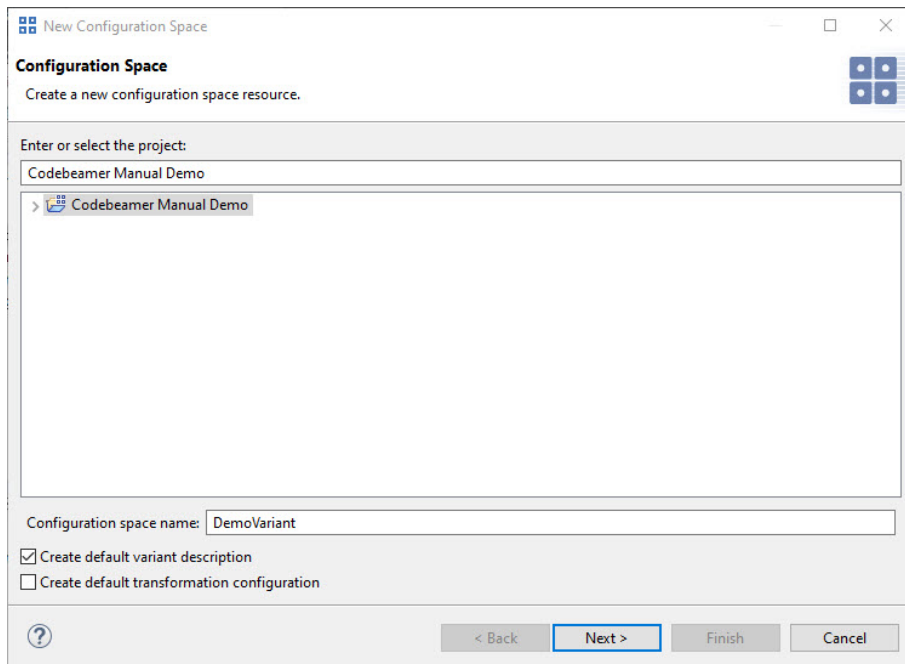 New Configuration Space
Configuration Space
Create a new configuration space resource.
Enter or select the project:
Codebeamer Manual Demo
Codebeamer Manual Demo
Configuration space name: DemoVariant
Create default variant description
Create default transformation configuration
? < Back Next > Finish Cancel